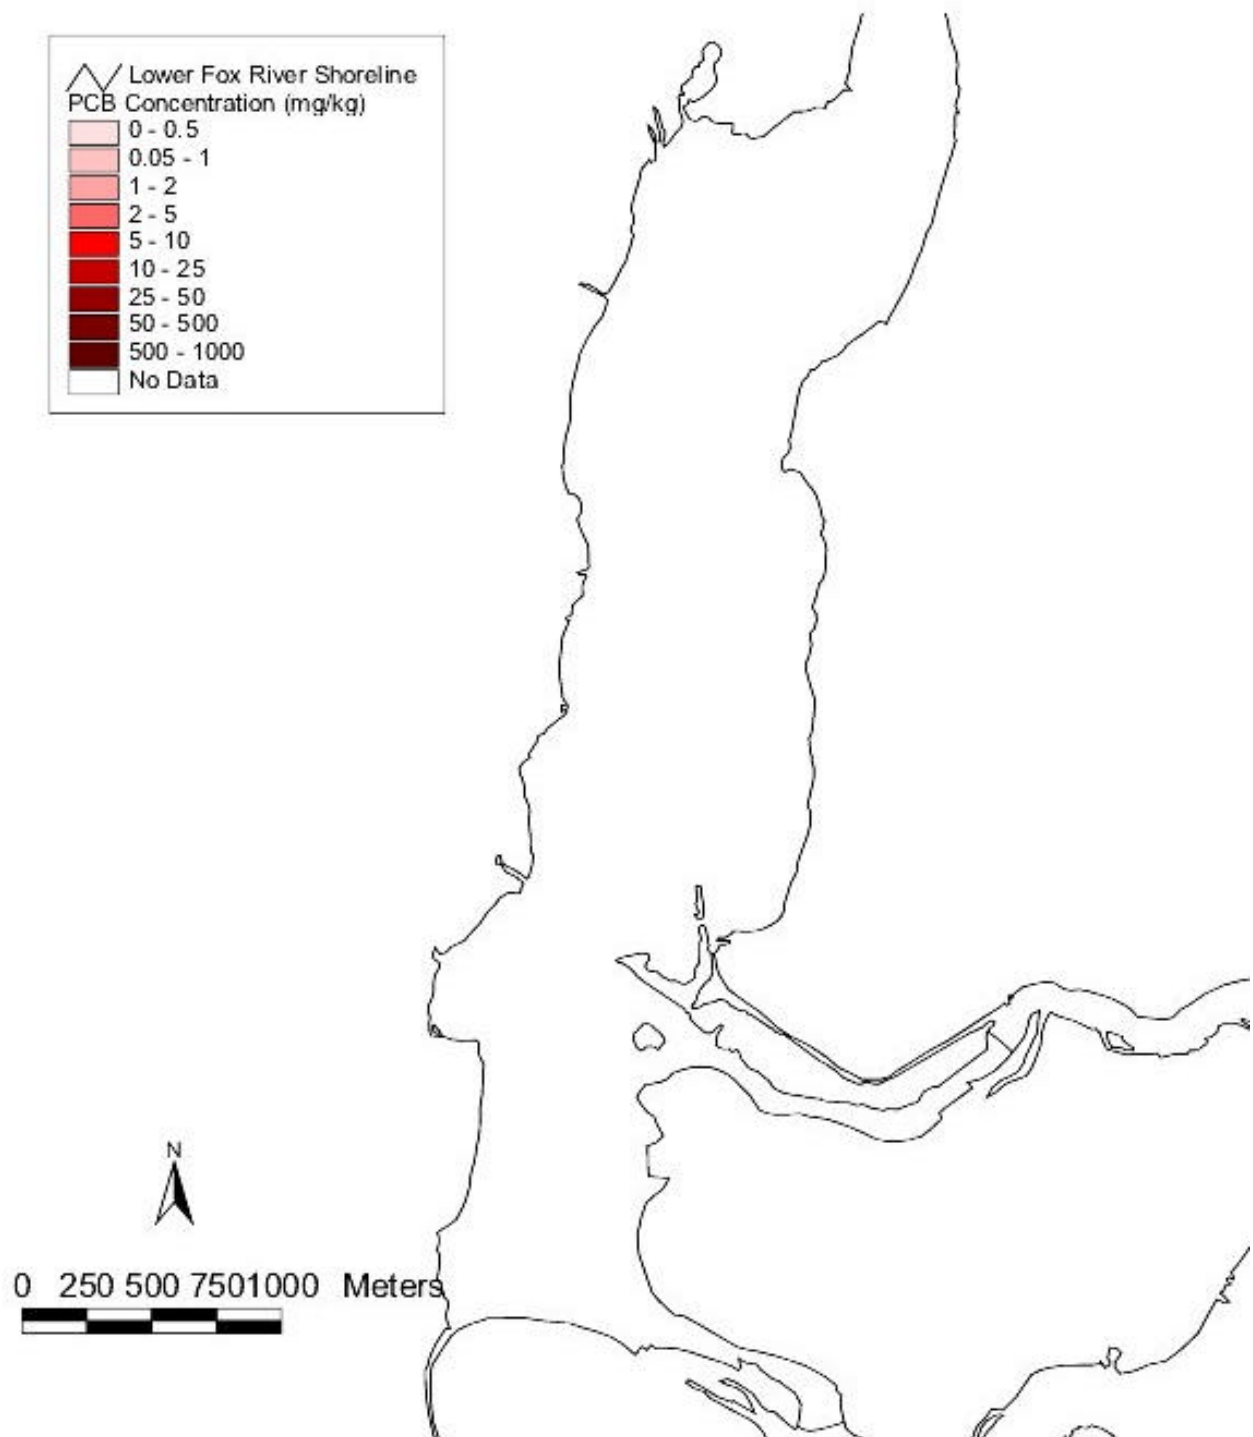 Lower Fox River Shoreline
PCB Concentration (mg/kg)
0 - 0.5
0.05 - 1
1 - 2
2 - 5
5 - 10
10 - 25
25 - 50
50 - 500
500 - 1000
No Data
N
0 250 500 7501000 Meters